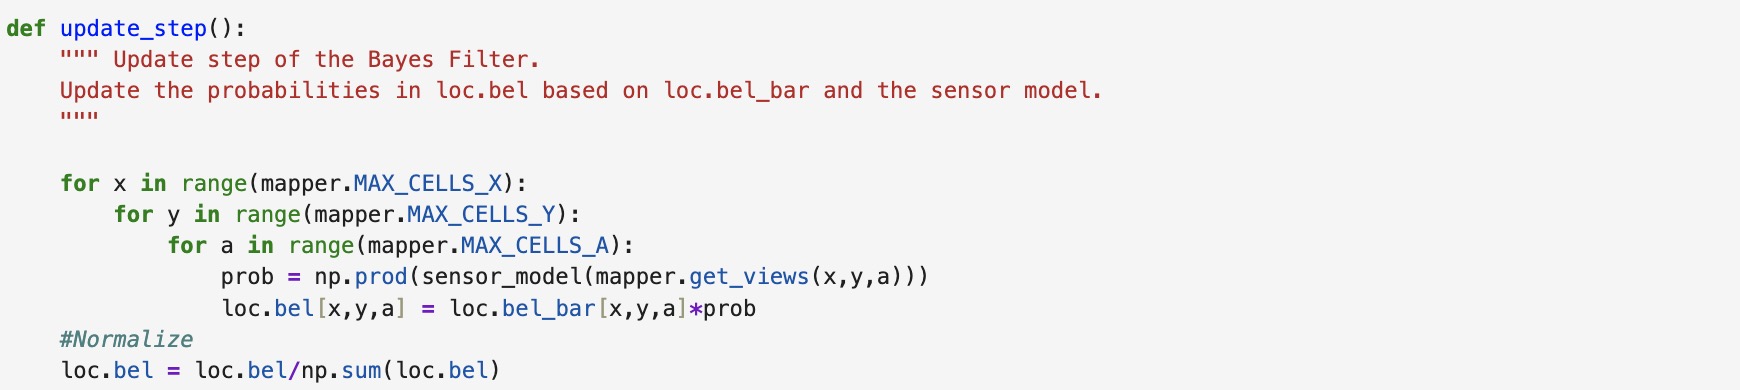 def update_step():
    """ Update step of the Bayes Filter.
    Update the probabilities in loc.bel based on loc.bel_bar and the sensor model.
    """

    for x in range(mapper.MAX_CELLS_X):
        for y in range(mapper.MAX_CELLS_Y):
            for a in range(mapper.MAX_CELLS_A):
                prob = np.prod(sensor_model(mapper.get_views(x,y,a)))
                loc.bel[x,y,a] = loc.bel_bar[x,y,a]*prob
    #Normalize
    loc.bel = loc.bel/np.sum(loc.bel)